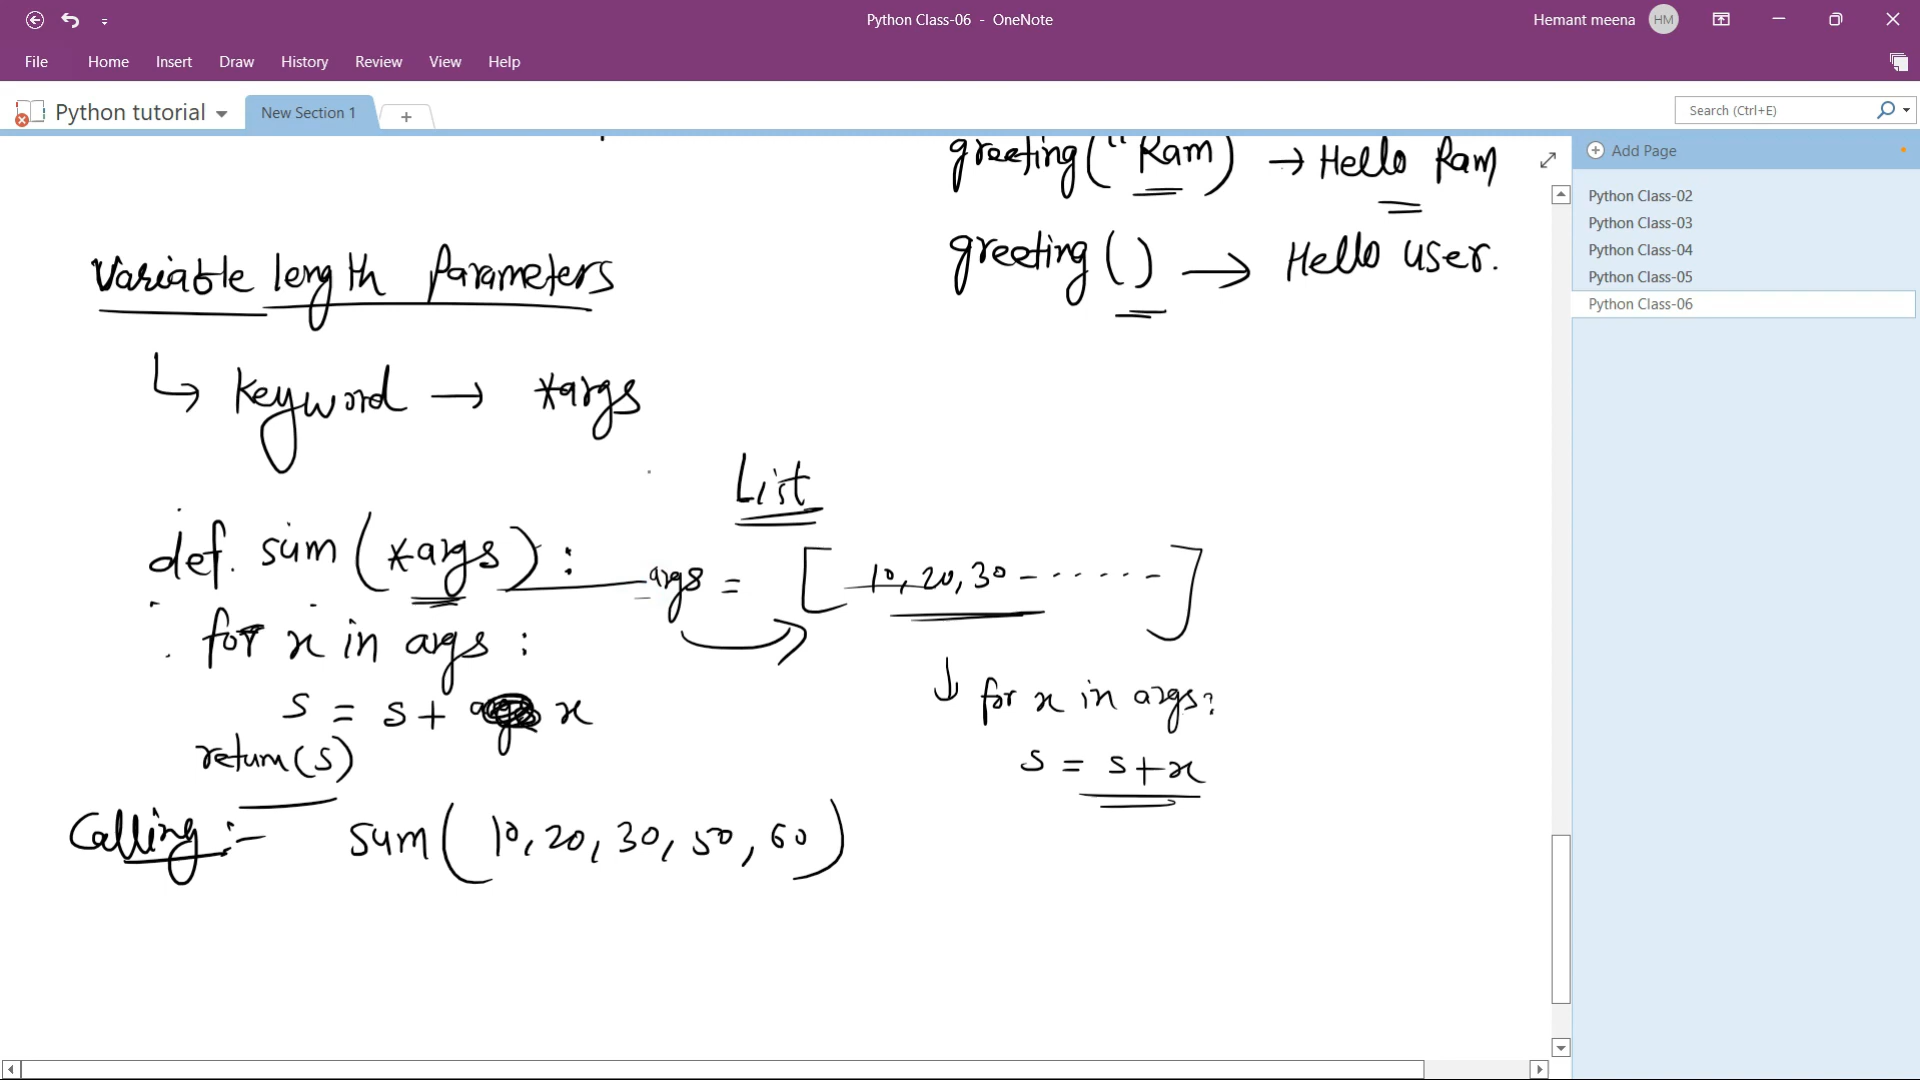 Python Class-06 - OneNote
Hemant meena HM
File Home Insert Draw History Review View Help
Python tutorial
New Section 1
+
Search (Ctrl+E)
Add Page
Python Class-02
Python Class-03
Python Class-04
Python Class-05
Python Class-06
greeting("Ram) → Hello Ram
greeting() → Hello user.
Variable length Parameters
↳ Keyword → *args
List
def. sum(*args):
args = [10,20,30 - ...... -]
for x in args:
s = s + x
return(s)
↓ for x in args:
s = s+x
Calling:- sum(10,20,30,50,60)